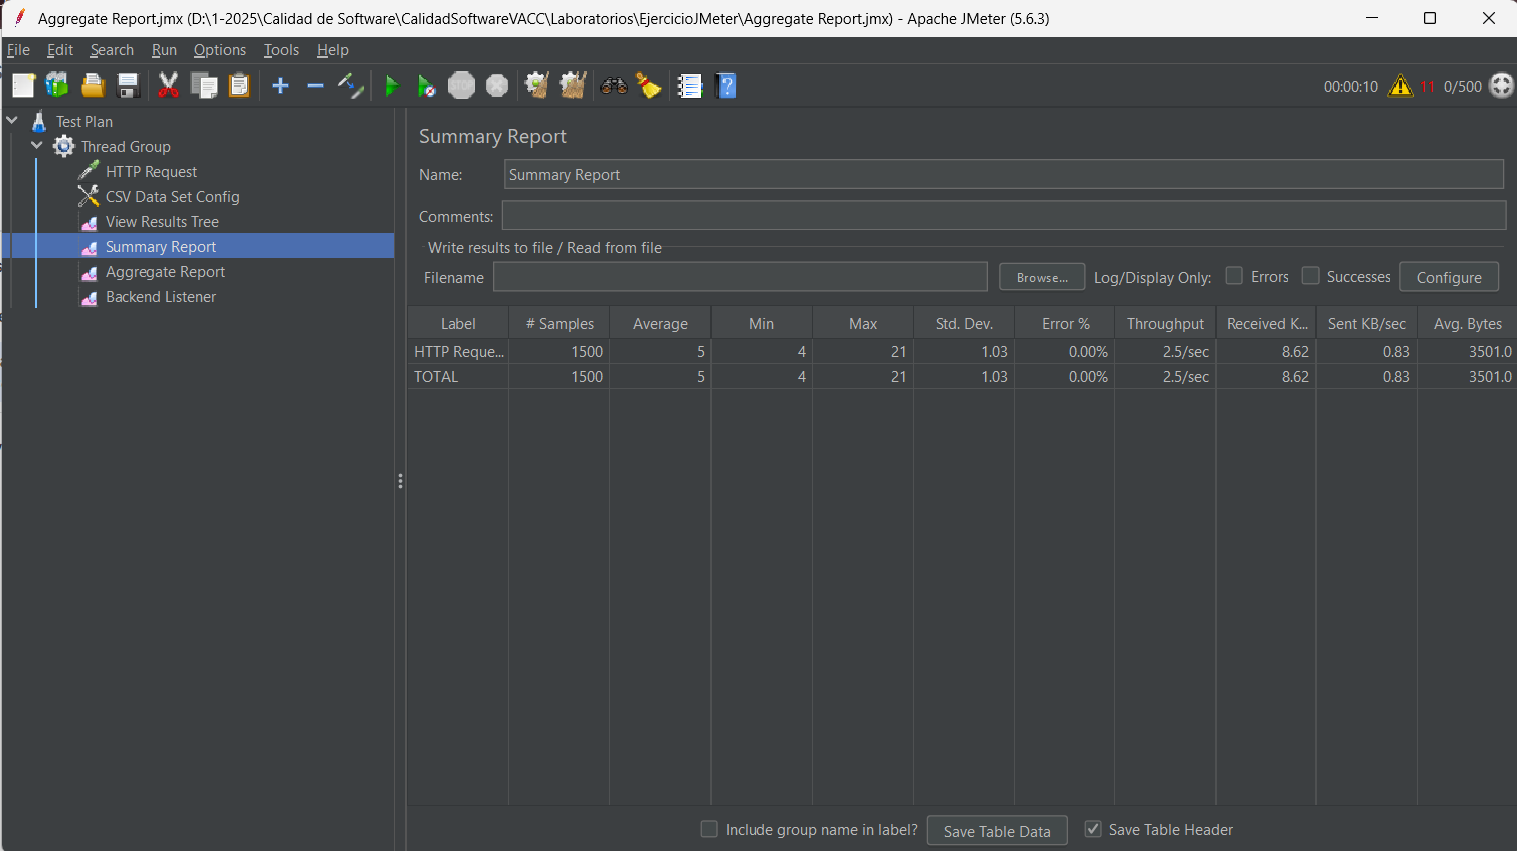 Aggregate Report.jmx (D:\1-2025\Calidad de Software\CalidadSoftwareVACC\Laboratorios\EjercicioJMeter\Aggregate Report.jmx) - Apache JMeter (5.6.3)
File Edit Search Run Options Tools Help
STOP
00:00:10 11 0/500
Test Plan
Thread Group
HTTP Request
CSV Data Set Config
View Results Tree
Summary Report
Aggregate Report
Backend Listener
Summary Report
Name: Summary Report
Comments:
Write results to file / Read from file
Filename Browse... Log/Display Only: Errors Successes Configure
Label # Samples Average Min Max Std. Dev. Error % Throughput Received K... Sent KB/sec Avg. Bytes
HTTP Reque... 1500 5 4 21 1.03 0.00% 2.5/sec 8.62 0.83 3501.0
TOTAL 1500 5 4 21 1.03 0.00% 2.5/sec 8.62 0.83 3501.0
Include group name in label? Save Table Data Save Table Header